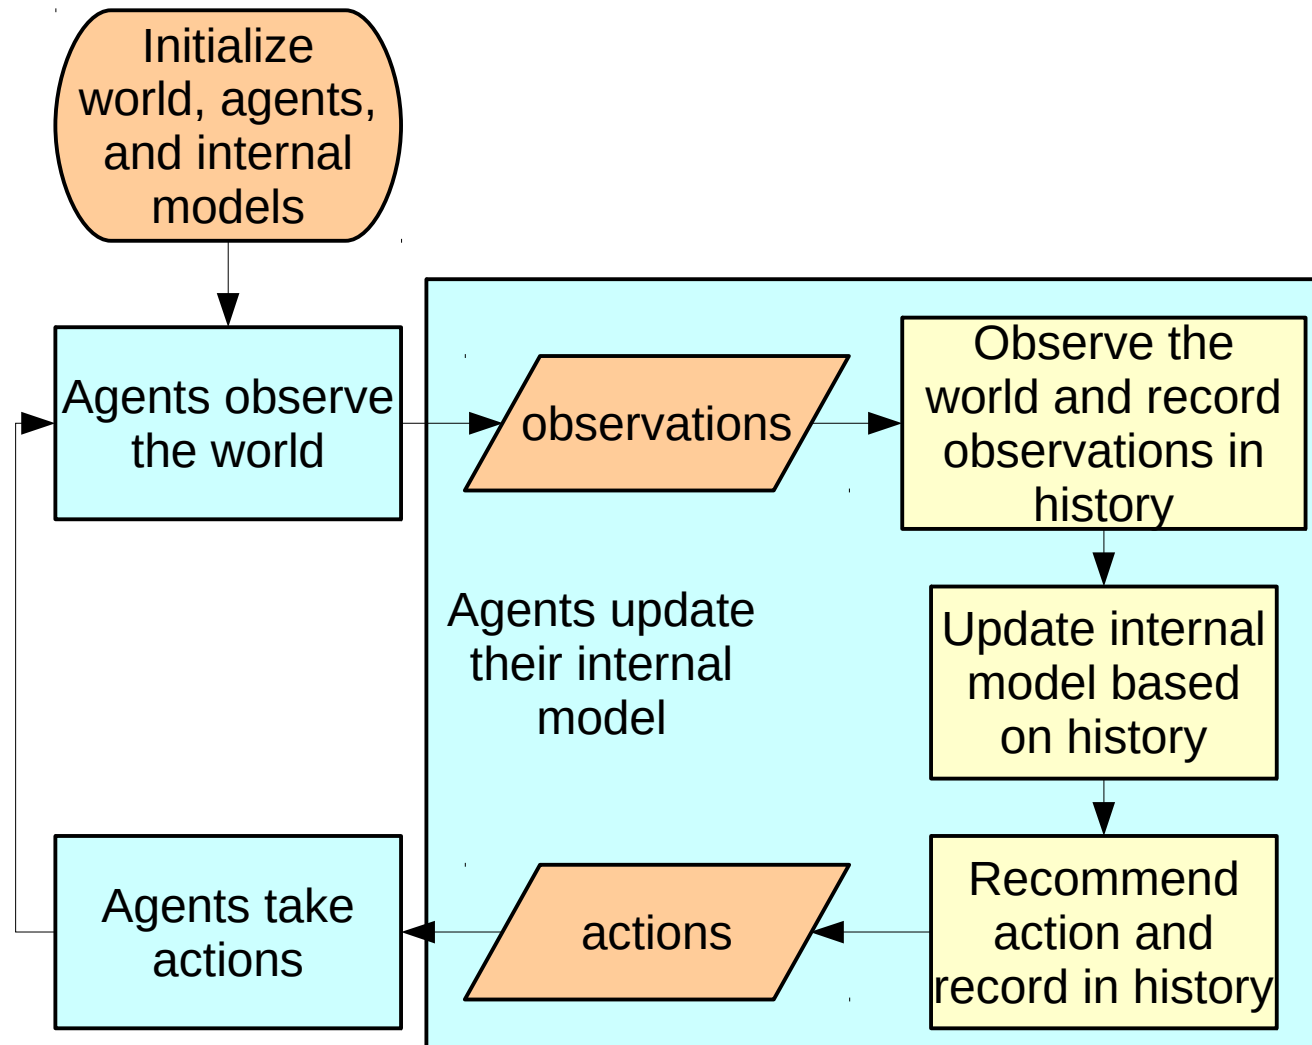 Initialize
world, agents,
and internal
models
Agents observe
the world
observations
Observe the
world and record
observations in
history
Agents update
their internal
model
Update internal
model based
on history
Recommend
action and
record in history
actions
Agents take
actions